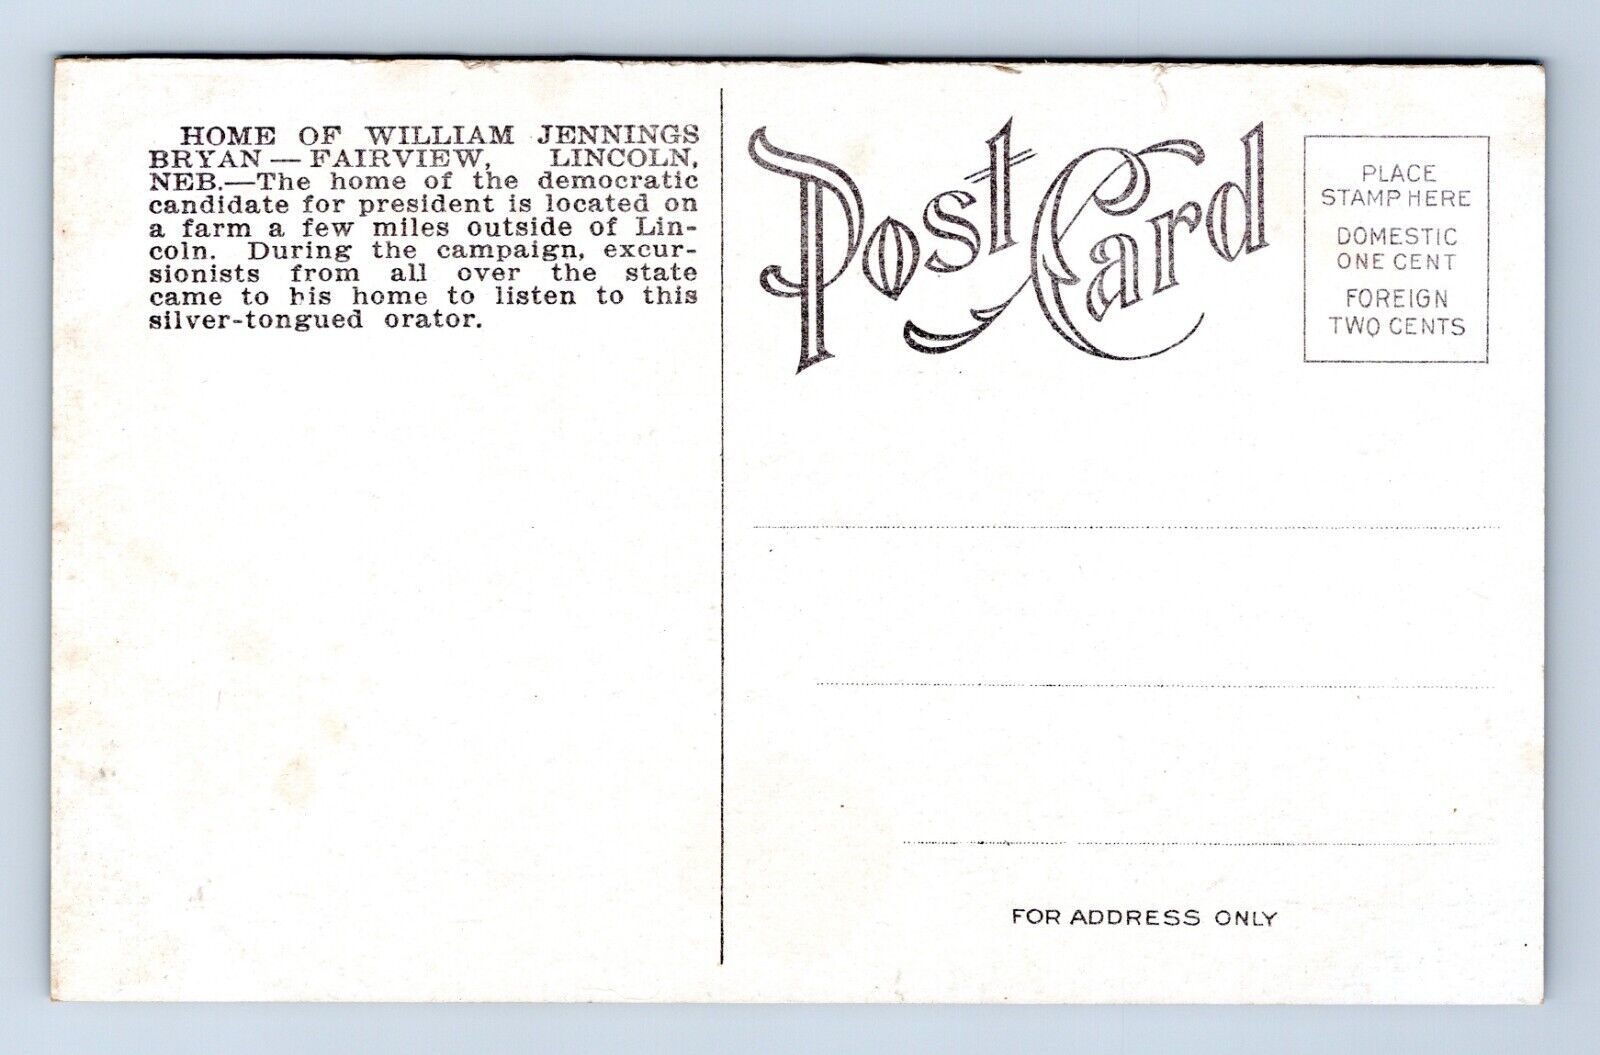 HOME OF WILLIAM JENNINGS
BRYAN — FAIRVIEW, LINCOLN,
NEB.—The home of the democratic
candidate for president is located on
a farm a few miles outside of Lin-
coln. During the campaign, excur-
sionists from all over the state
came to his home to listen to this
silver-tongued orator.
Post Card
PLACE
STAMP HERE
DOMESTIC
ONE CENT
FOREIGN
TWO CENTS
FOR ADDRESS ONLY